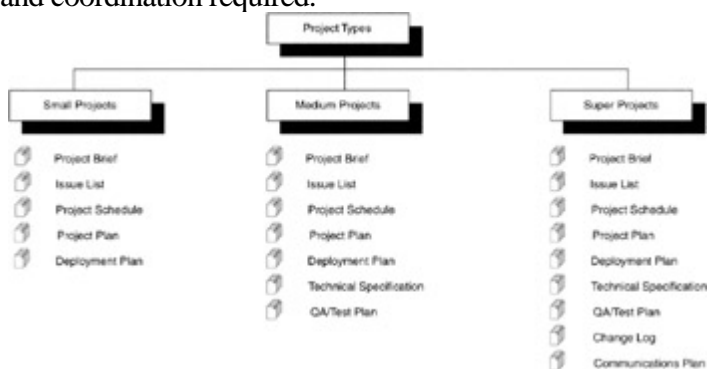 and coordination required.
Project Types
Small Projects
Medium Projects
Super Projects
Project Brief
Issue List
Project Schedule
Project Plan
Deployment Plan
Project Brief
Issue List
Project Schedule
Project Plan
Deployment Plan
Technical Specification
QA/Test Plan
Project Brief
Issue List
Project Schedule
Project Plan
Deployment Plan
Technical Specification
QA/Test Plan
Change Log
Communications Plan